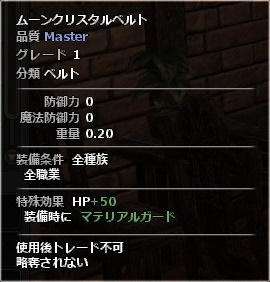 ムーンクリスタルベルト
品質 Master
グレード 1
分類 ベルト
防御力 0
魔法防御力 0
重量 0.20
装備条件 全種族
全職業
特殊効果 HP+50
装備時に マテリアルガード
使用後トレード不可
略奪されない